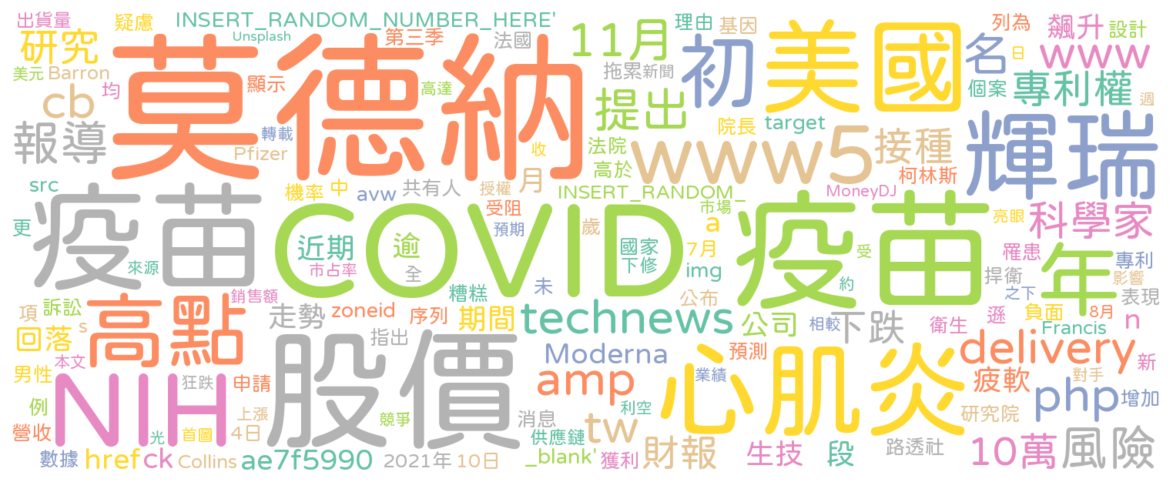 出貨量 疑慮 INSERT_RANDOM_NUMBER_HERE' 理由 基因 列為 飆升 設計
研究 Unsplash 第三季 法國 11月 初 美國 名 日 www
美元 Barron 莫德納 拖累 新聞
cb 均 顯示 高達 提出 個案 專利權 週
報導 轉載 院長 target 輝瑞
Pfizer 收 法院 www5 接種
src 機率 中 avw 共有人 授權 月 高於 柯林斯
INSERT_RANDOM_ MoneyDJ
疫苗 COVID 疫苗 受阻 歲 市場 a 亮眼 科學家
更 近期 逾 預期 國家 7月 受 罹患 年 專利
來源 市占率 全 下修 img 約 捍衛 影響
項 訴訟 銷售額 糟糕 未 公布 之下 表現
s 高點 走勢 zoneid 序列 期間 technews 公司 相較 下跌 衛生 遜 負面 8月 n
回落 指出 Francis
本文 股價 Moderna 預測 心肌炎 delivery 新
男性 NIH 狂跌 申請 amp 業績 疲軟 對手
例 上漲 競爭 消息 利空 研究院 php 增加
營收 光 首圖 4日 供應鏈 tw 路透社
數據 href ck Collins ae7f5990 2021年 10日 _blank' 獲利 財報 生技 段 10萬 風險